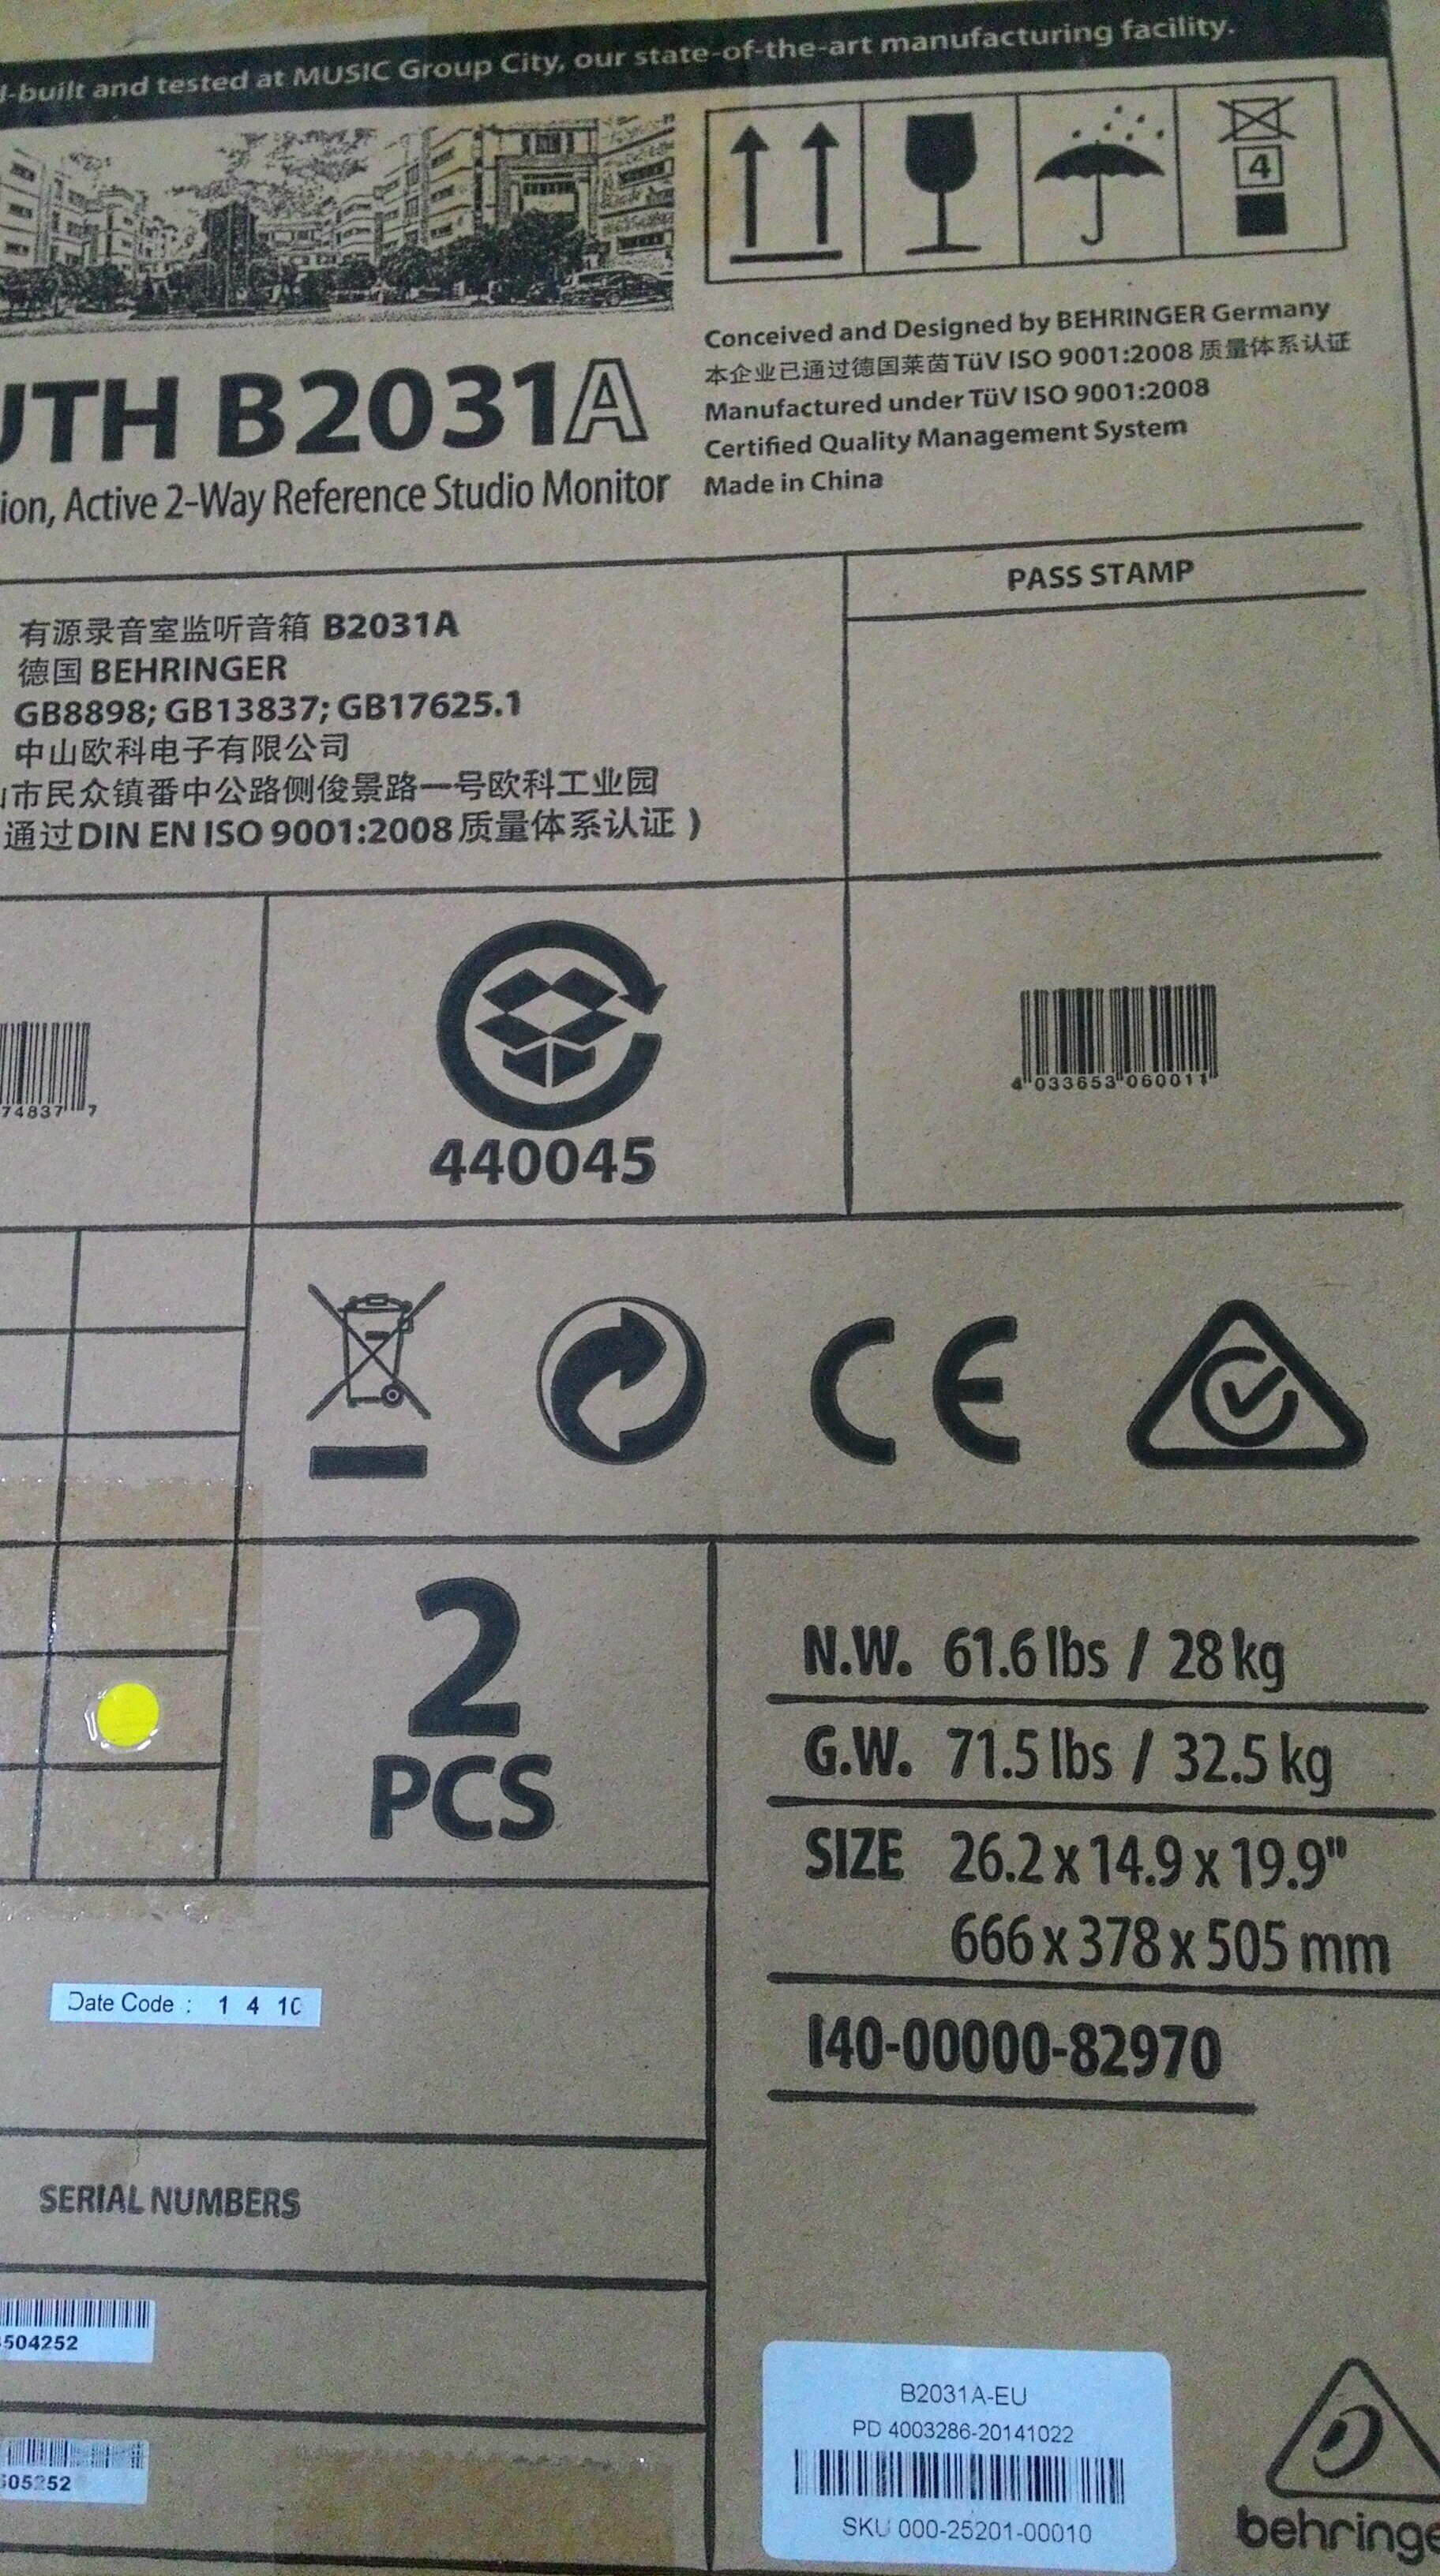 -built and tested at MUSIC Group City, our state-of-the-art manufacturing facility.
4
UTH B2031A
ion, Active 2-Way Reference Studio Monitor
Conceived and Designed by BEHRINGER Germany
本企业已通过德国莱茵TüV ISO 9001:2008 质量体系认证
Manufactured under TüV ISO 9001:2008
Certified Quality Management System
Made in China
PASS STAMP
有源录音室监听音箱 B2031A
德国 BEHRINGER
GB8898; GB13837; GB17625.1
中山欧科电子有限公司
市民众镇番中公路侧俊景路一号欧科工业园
通过DIN EN ISO 9001:2008质量体系认证 )
74837 7
440045
4 033653 060011
CE
2
PCS
N.W. 61.6 lbs / 28 kg
G.W. 71.5 lbs / 32.5 kg
SIZE 26.2 x 14.9 x 19.9"
666 x 378 x 505 mm
I40-00000-82970
Date Code : 1 4 10
SERIAL NUMBERS
504252
05252
B2031A-EU
PD 4003286-20141022
SKU 000-25201-00010
behringe